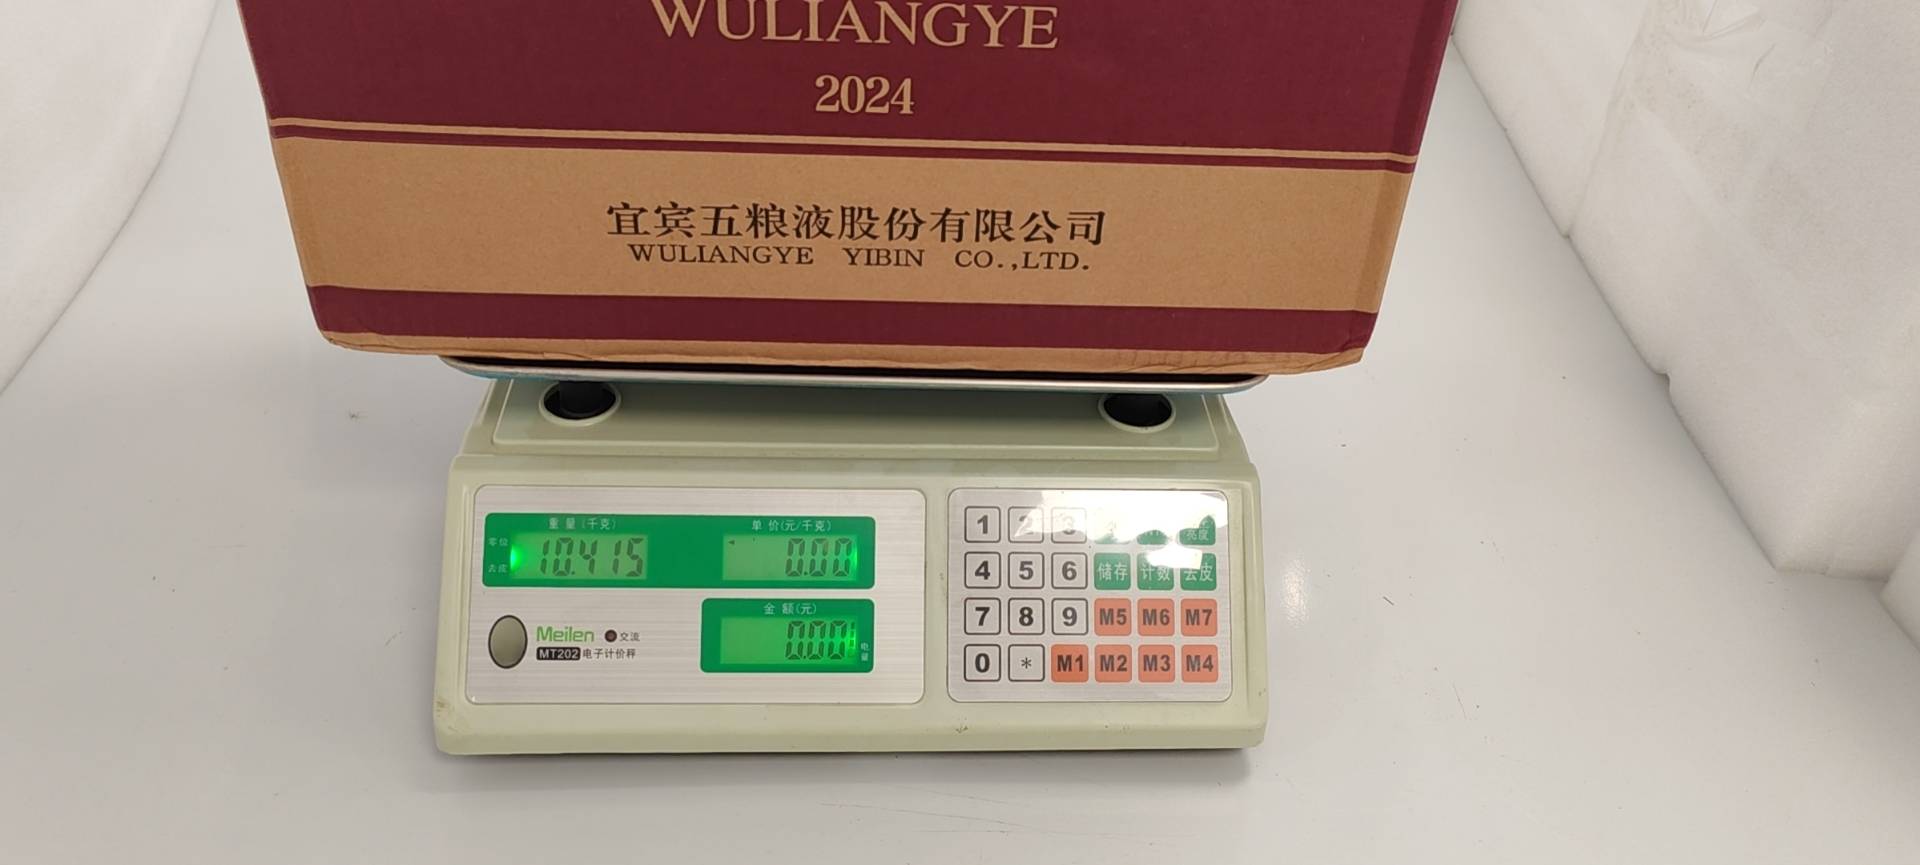 WULIANGYE
2024
宜宾五粮液股份有限公司
WULIANGYE YIBIN CO.,LTD.
重量(千克) 单价(元/千克)
零位
去皮
10.415 0.00
金额(元)
0.00
电量
Meilen 交流
MT202 电子计价秤
1 2 3 亮度
4 5 6 储存 计数 去皮
7 8 9 M5 M6 M7
0 * M1 M2 M3 M4